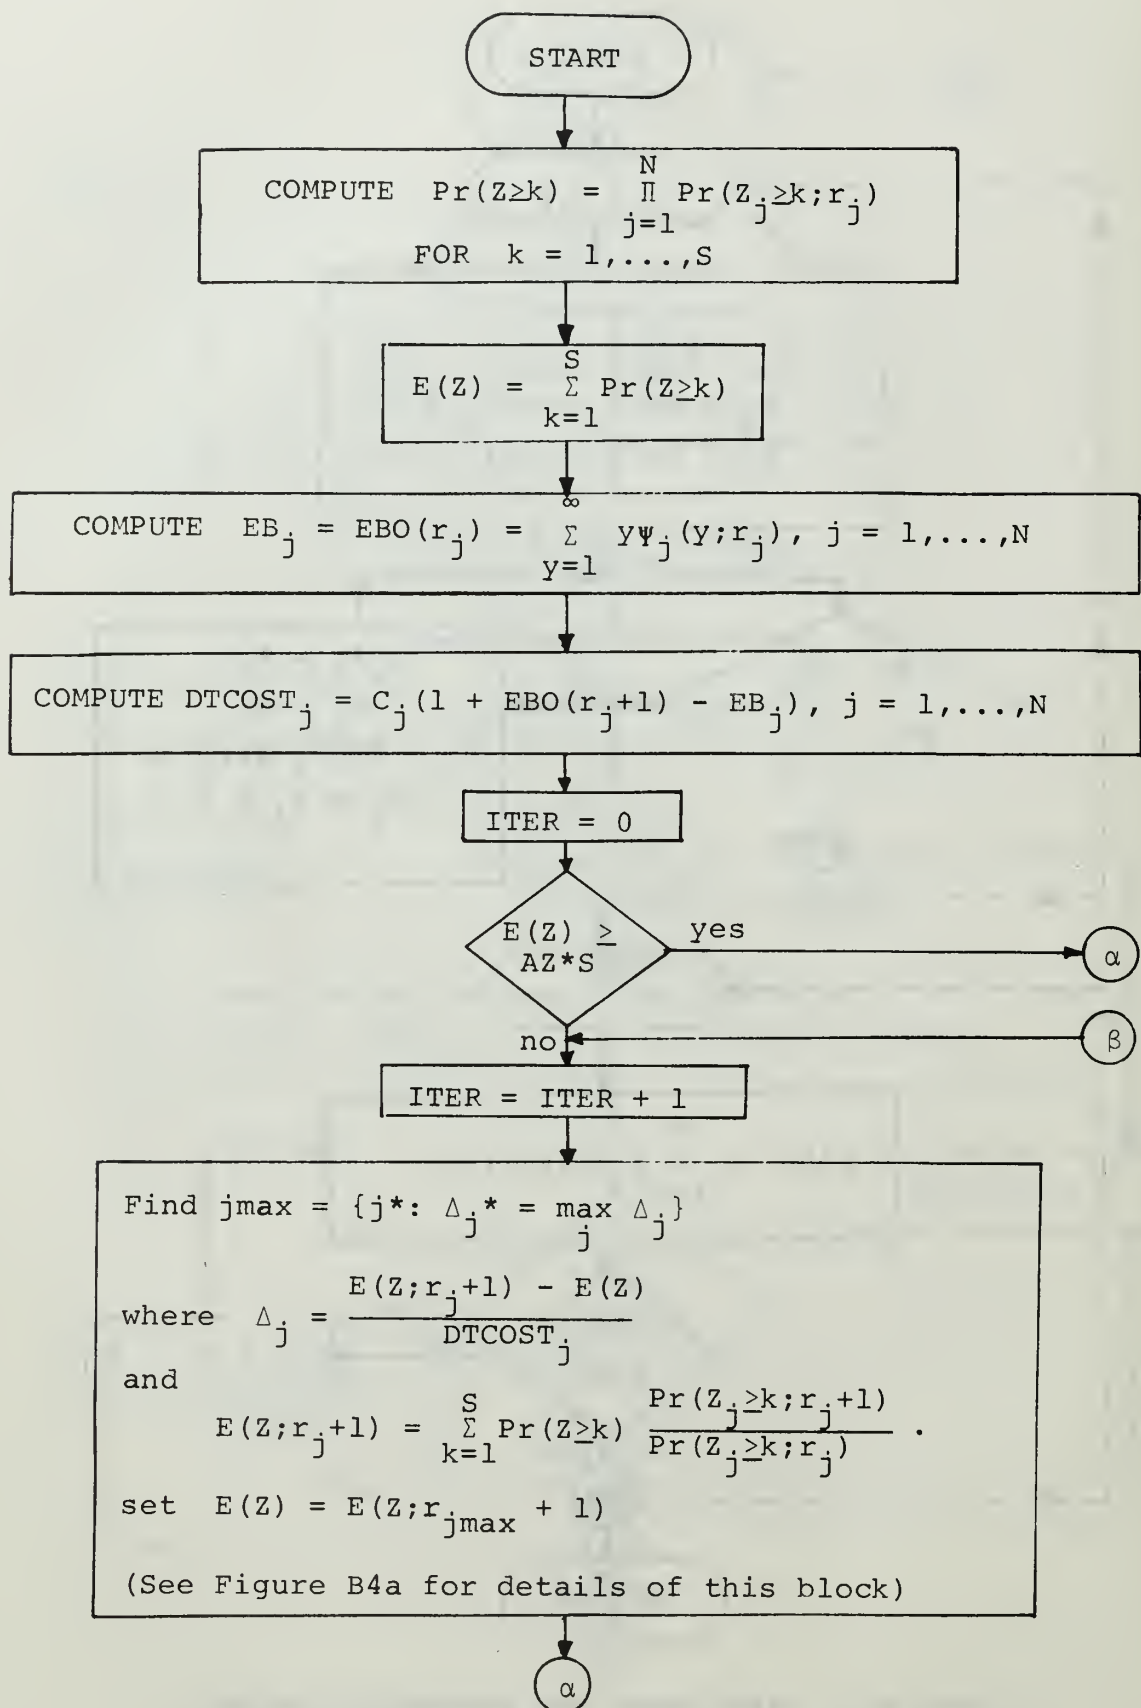 START
COMPUTE Pr(Z≥k) = N Π j=1 Pr(Z_j≥k;r_j)
FOR k = 1,...,S
E(Z) = S Σ k=1 Pr(Z≥k)
COMPUTE EB_j = EBO(r_j) = ∞ Σ y=1 yΨ_j(y;r_j), j = 1,...,N
COMPUTE DTCOST_j = C_j(1 + EBO(r_j+1) - EB_j), j = 1,...,N
ITER = 0
E(Z) ≥
AZ*S
yes
α
β
no
ITER = ITER + 1
Find jmax = {j*: Δ_j* = max_j Δ_j}
where Δ_j = (E(Z;r_j+1) - E(Z)) / DTCOST_j
and
E(Z;r_j+1) = S Σ k=1 Pr(Z≥k) Pr(Z_j≥k;r_j+1) / Pr(Z_j≥k;r_j) .
set E(Z) = E(Z;r_jmax + 1)
(See Figure B4a for details of this block)
α